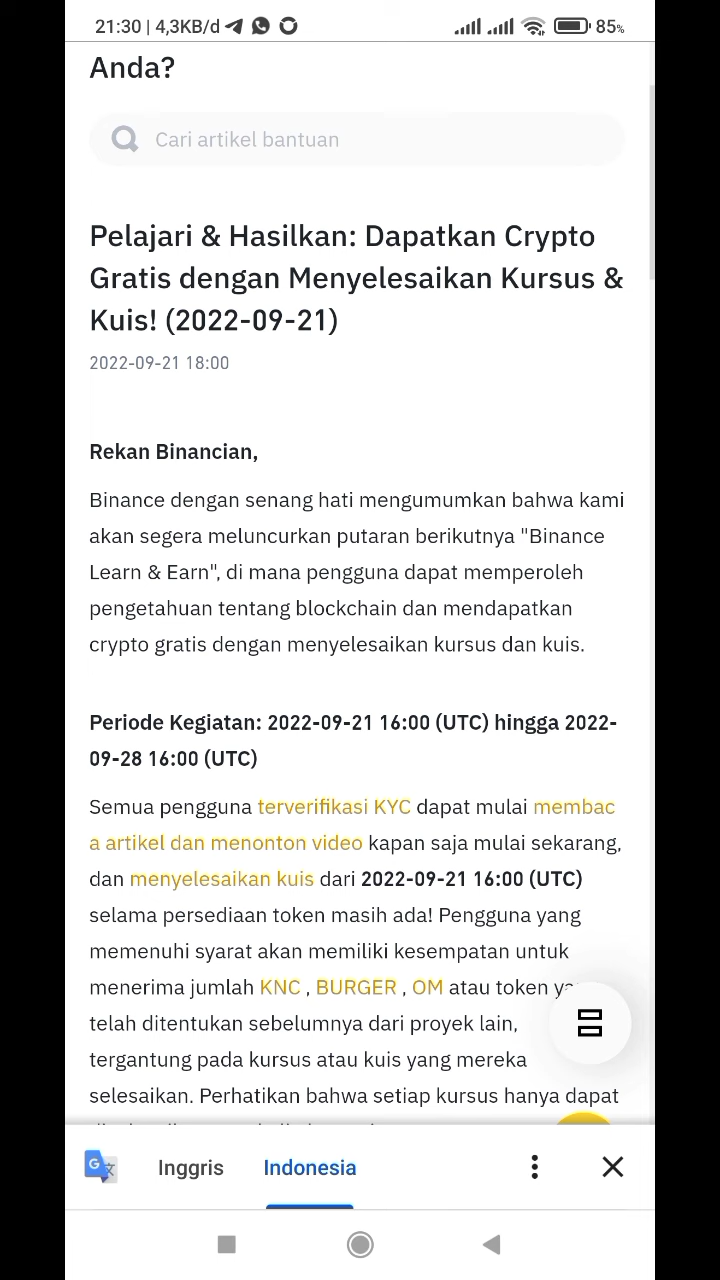 21:30 | 4,3KB/d
85%
Anda?
Cari artikel bantuan
Pelajari & Hasilkan: Dapatkan Crypto
Gratis dengan Menyelesaikan Kursus &
Kuis! (2022-09-21)
2022-09-21 18:00
Rekan Binancian,
Binance dengan senang hati mengumumkan bahwa kami
akan segera meluncurkan putaran berikutnya "Binance
Learn & Earn", di mana pengguna dapat memperoleh
pengetahuan tentang blockchain dan mendapatkan
crypto gratis dengan menyelesaikan kursus dan kuis.
Periode Kegiatan: 2022-09-21 16:00 (UTC) hingga 2022-
09-28 16:00 (UTC)
Semua pengguna terverifikasi KYC dapat mulai membac
a artikel dan menonton video kapan saja mulai sekarang,
dan menyelesaikan kuis dari 2022-09-21 16:00 (UTC)
selama persediaan token masih ada! Pengguna yang
memenuhi syarat akan memiliki kesempatan untuk
menerima jumlah KNC , BURGER , OM atau token
telah ditentukan sebelumnya dari proyek lain,
tergantung pada kursus atau kuis yang mereka
selesaikan. Perhatikan bahwa setiap kursus hanya dapat
Inggris
Indonesia